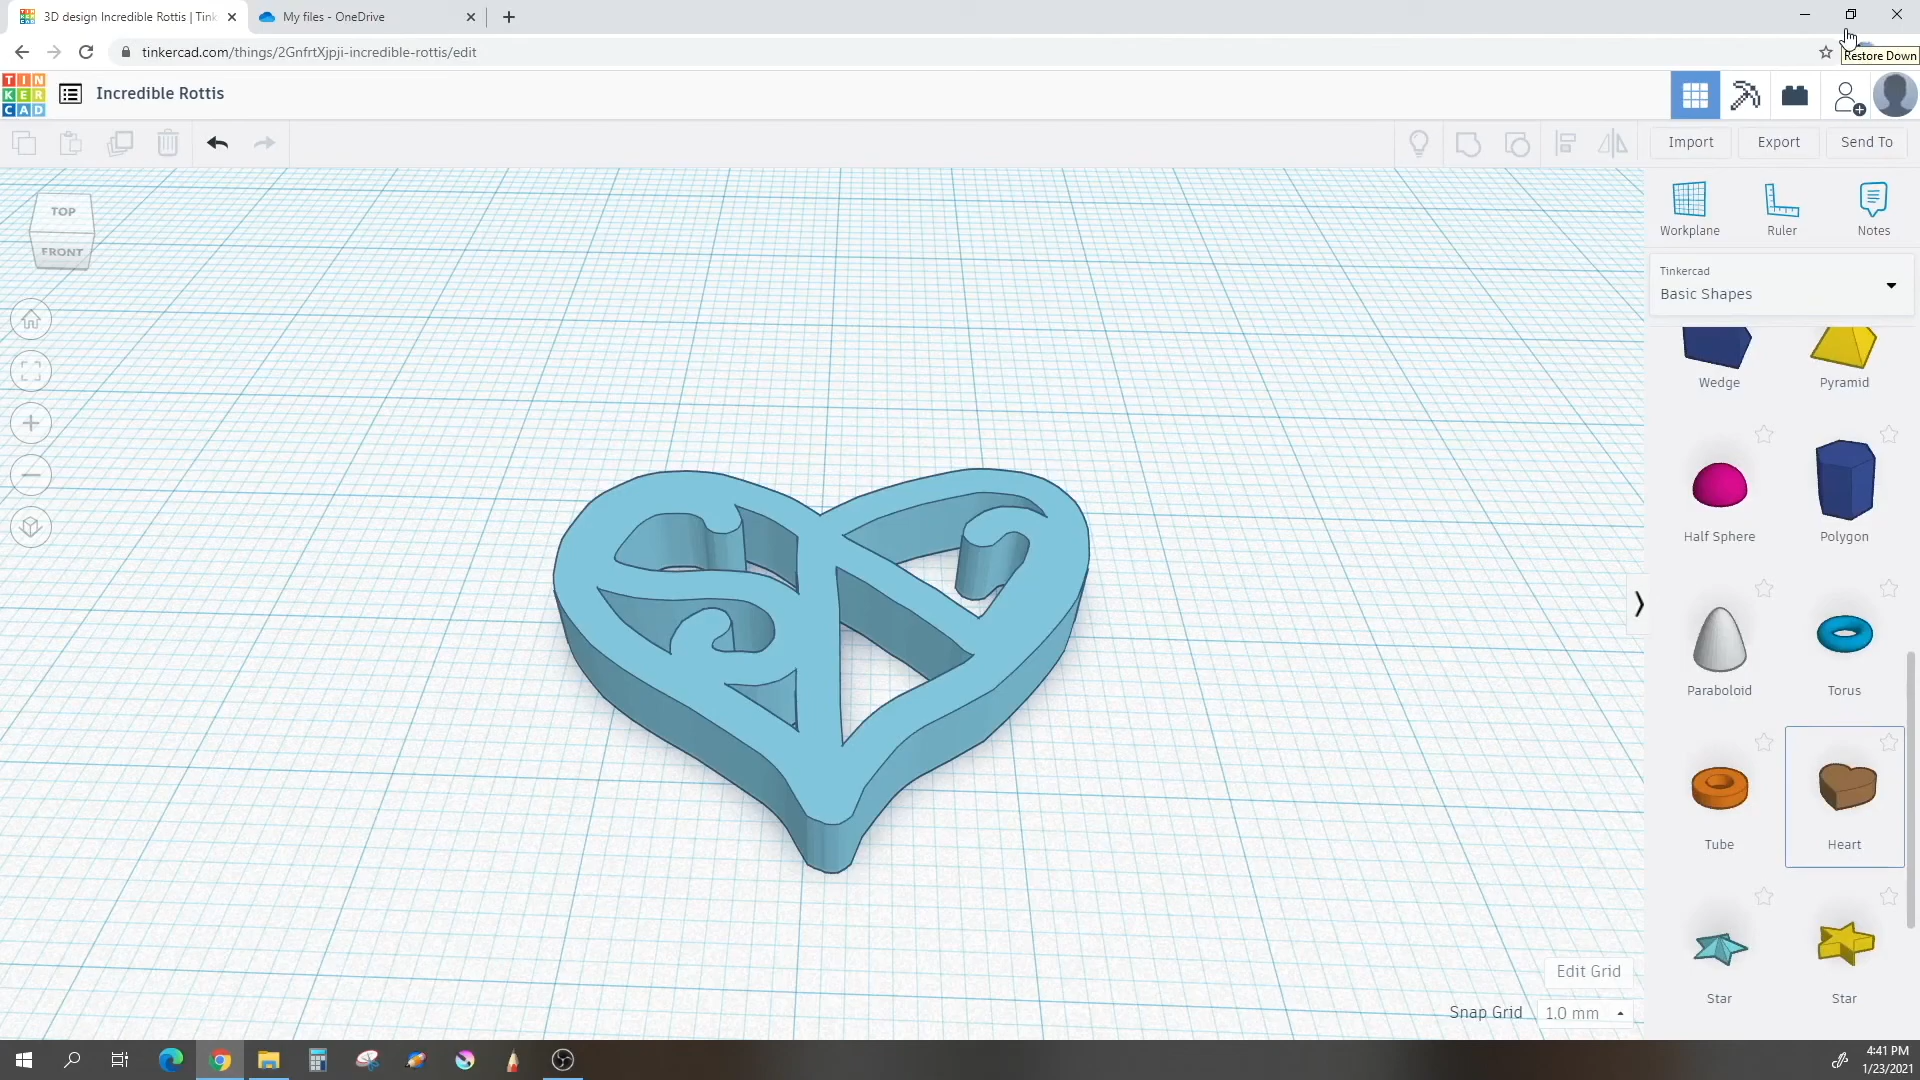 3D design Incredible Rottis | Tink
My files - OneDrive
tinkercad.com/things/2GnfrtXjpji-incredible-rottis/edit
Restore Down
TIN
KER
CAD
Incredible Rottis
Import
Export
Send To
TOP
FRONT
Workplane
Ruler
Notes
Tinkercad
Basic Shapes
Wedge
Pyramid
Half Sphere
Polygon
Paraboloid
Torus
Tube
Heart
Star
Star
Edit Grid
Snap Grid
1.0 mm
4:41 PM
1/23/2021